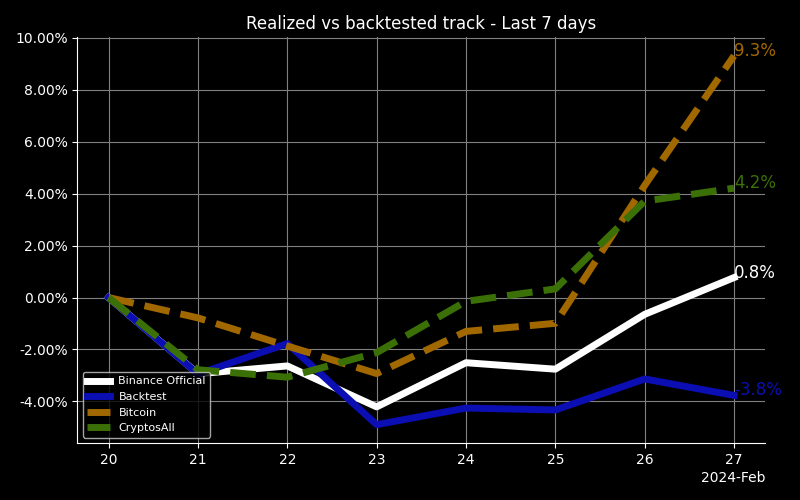 Realized vs backtested track - Last 7 days
10.00%
8.00%
6.00%
4.00%
2.00%
0.00%
-2.00%
-4.00%
9.3%
4.2%
0.8%
-3.8%
Binance Official
Backtest
Bitcoin
CryptosAll
20 21 22 23 24 25 26 27
2024-Feb